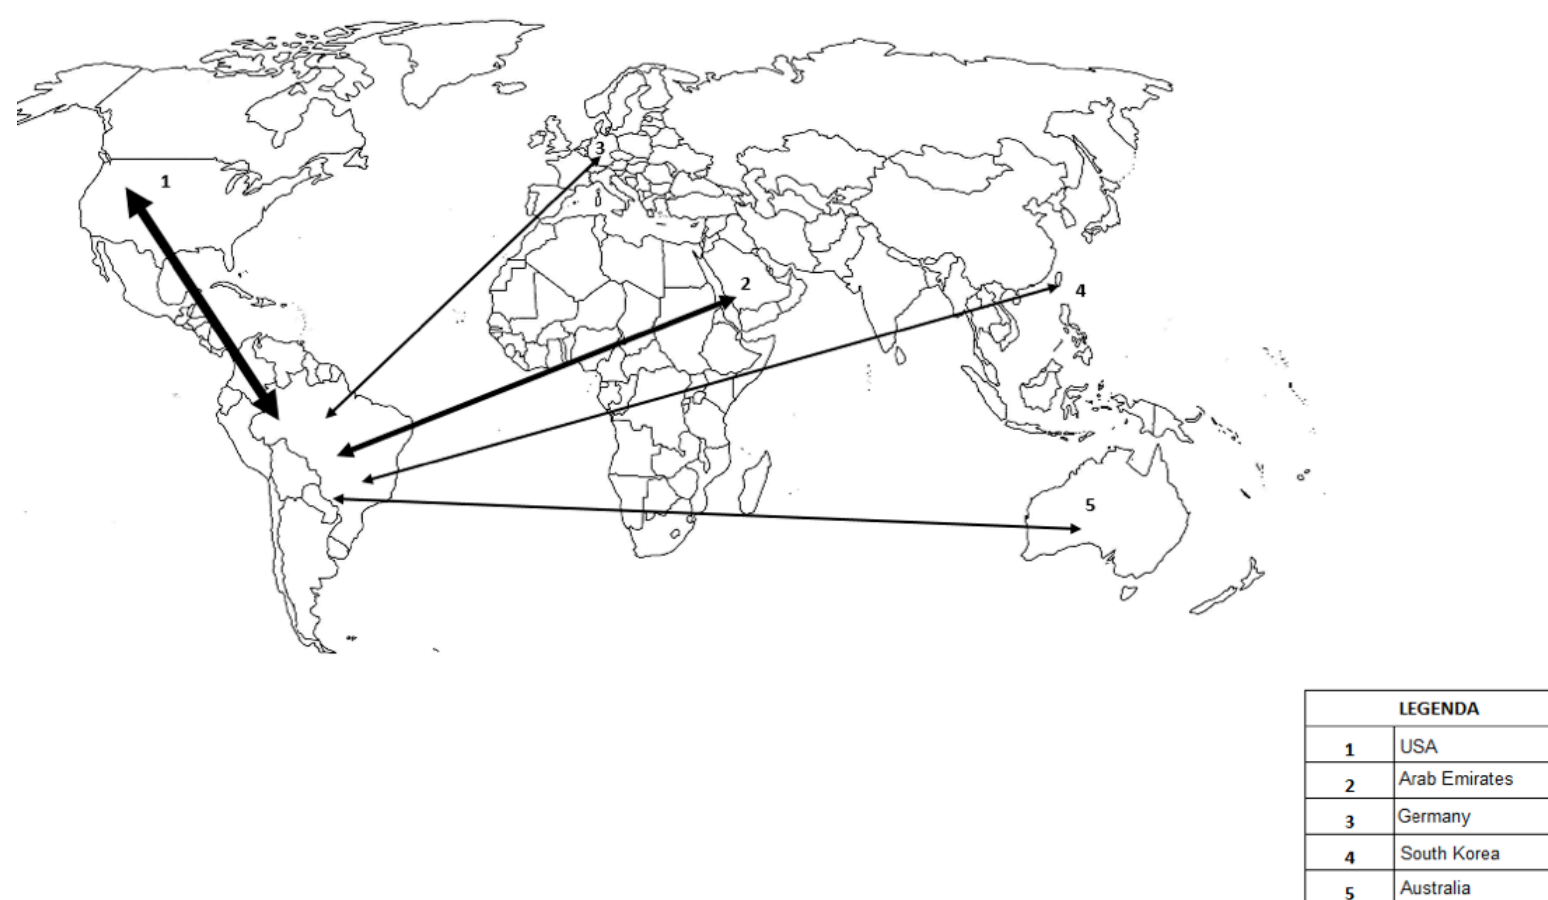 3
1
2
4
5
LEGENDA
1 USA
2 Arab Emirates
3 Germany
4 South Korea
5 Australia